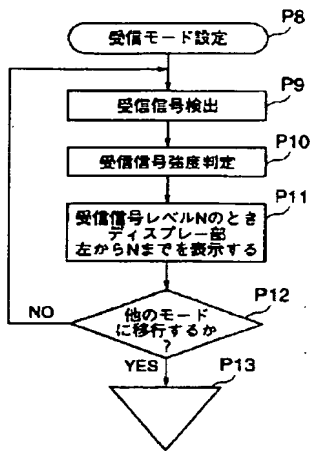 P8
受信モード設定
P9
受信信号検出
P10
受信信号強度判定
P11
受信信号レベルNのとき
ディスプレー部
左からNまでを表示する
P12
他のモード
に移行するか
?
NO
YES
P13